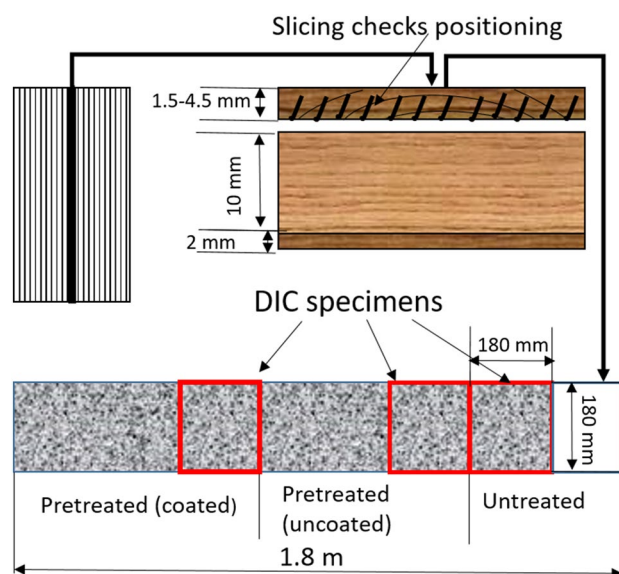 Slicing checks positioning
1.5-4.5 mm
10 mm
2 mm
DIC specimens
180 mm
180 mm
Pretreated (coated)
Pretreated
(uncoated)
Untreated
1.8 m